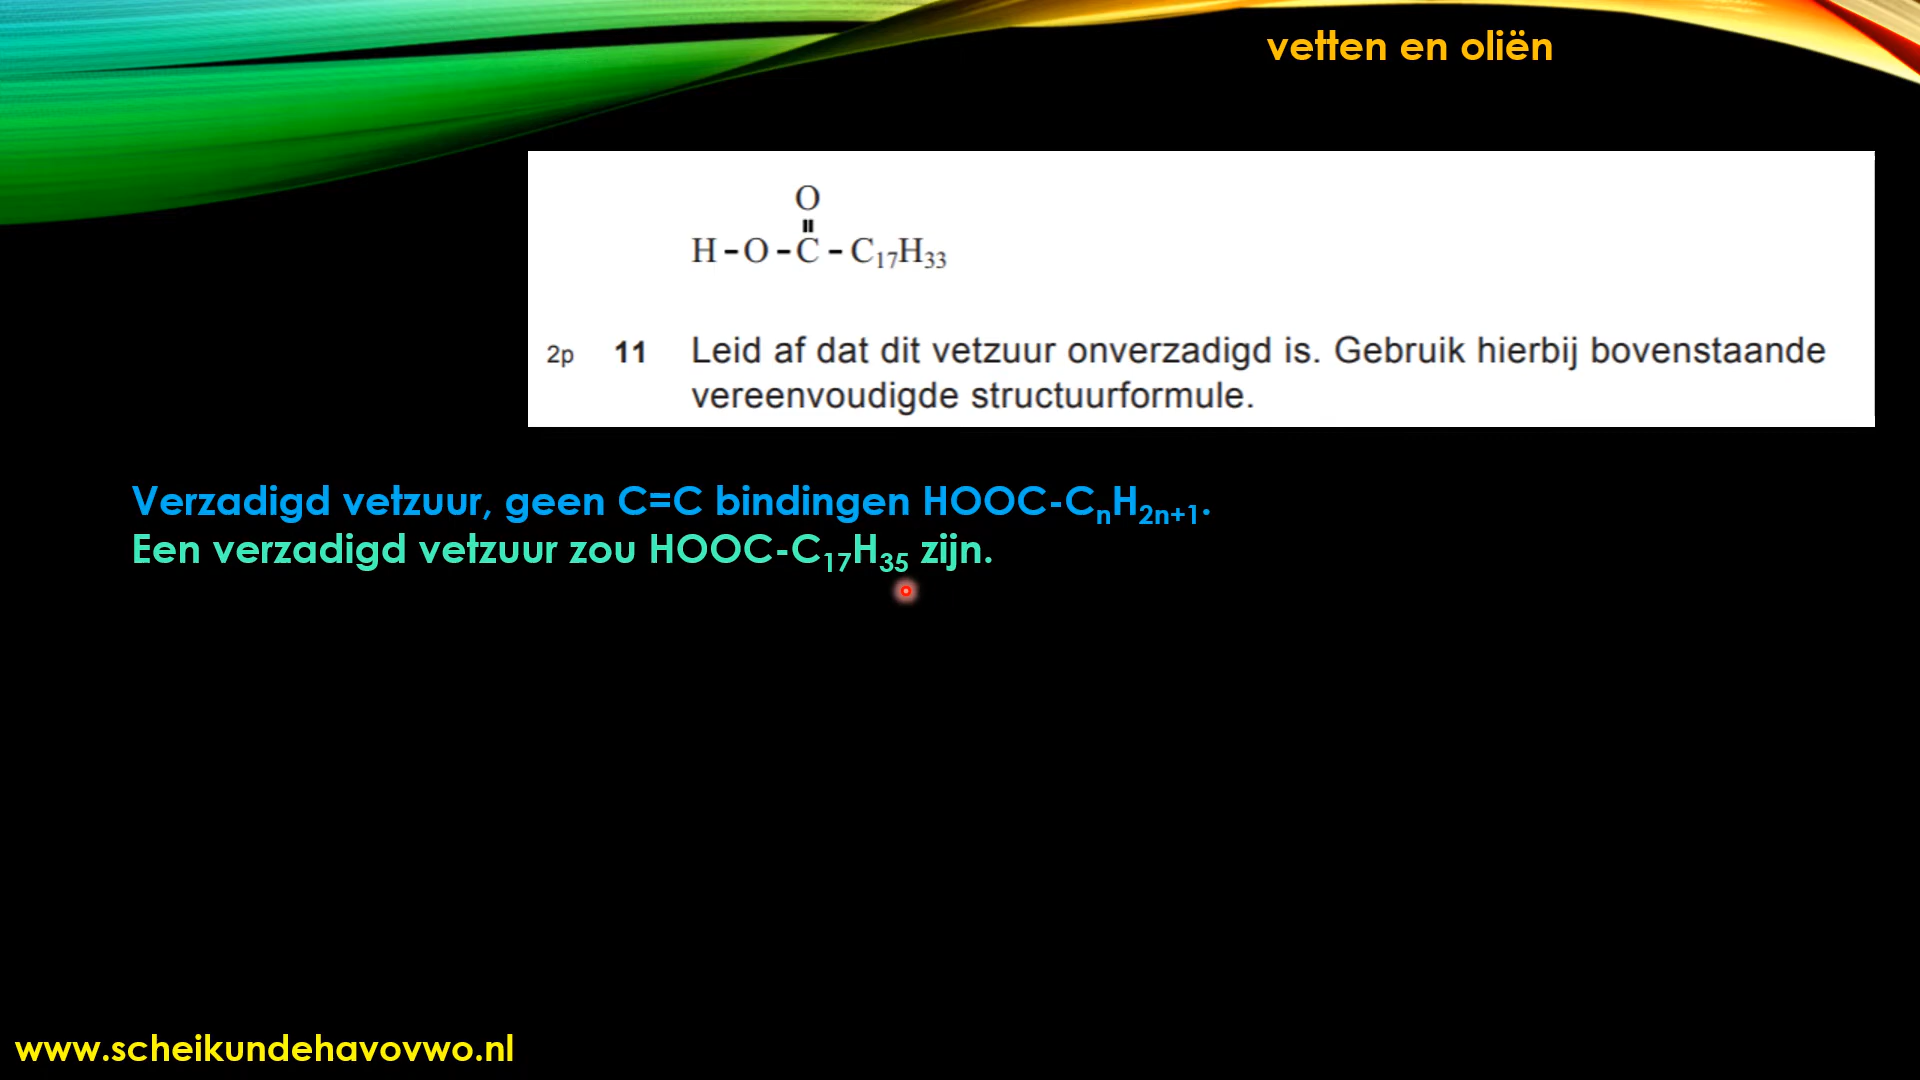 vetten en oliën
O
H-O-C-C₁₇H₃₃
2p 11 Leid af dat dit vetzuur onverzadigd is. Gebruik hierbij bovenstaande
vereenvoudigde structuurformule.
Verzadigd vetzuur, geen C=C bindingen HOOC-CₙH₂ₙ₊₁.
Een verzadigd vetzuur zou HOOC-C₁₇H₃₅ zijn.
www.scheikundehavovwo.nl